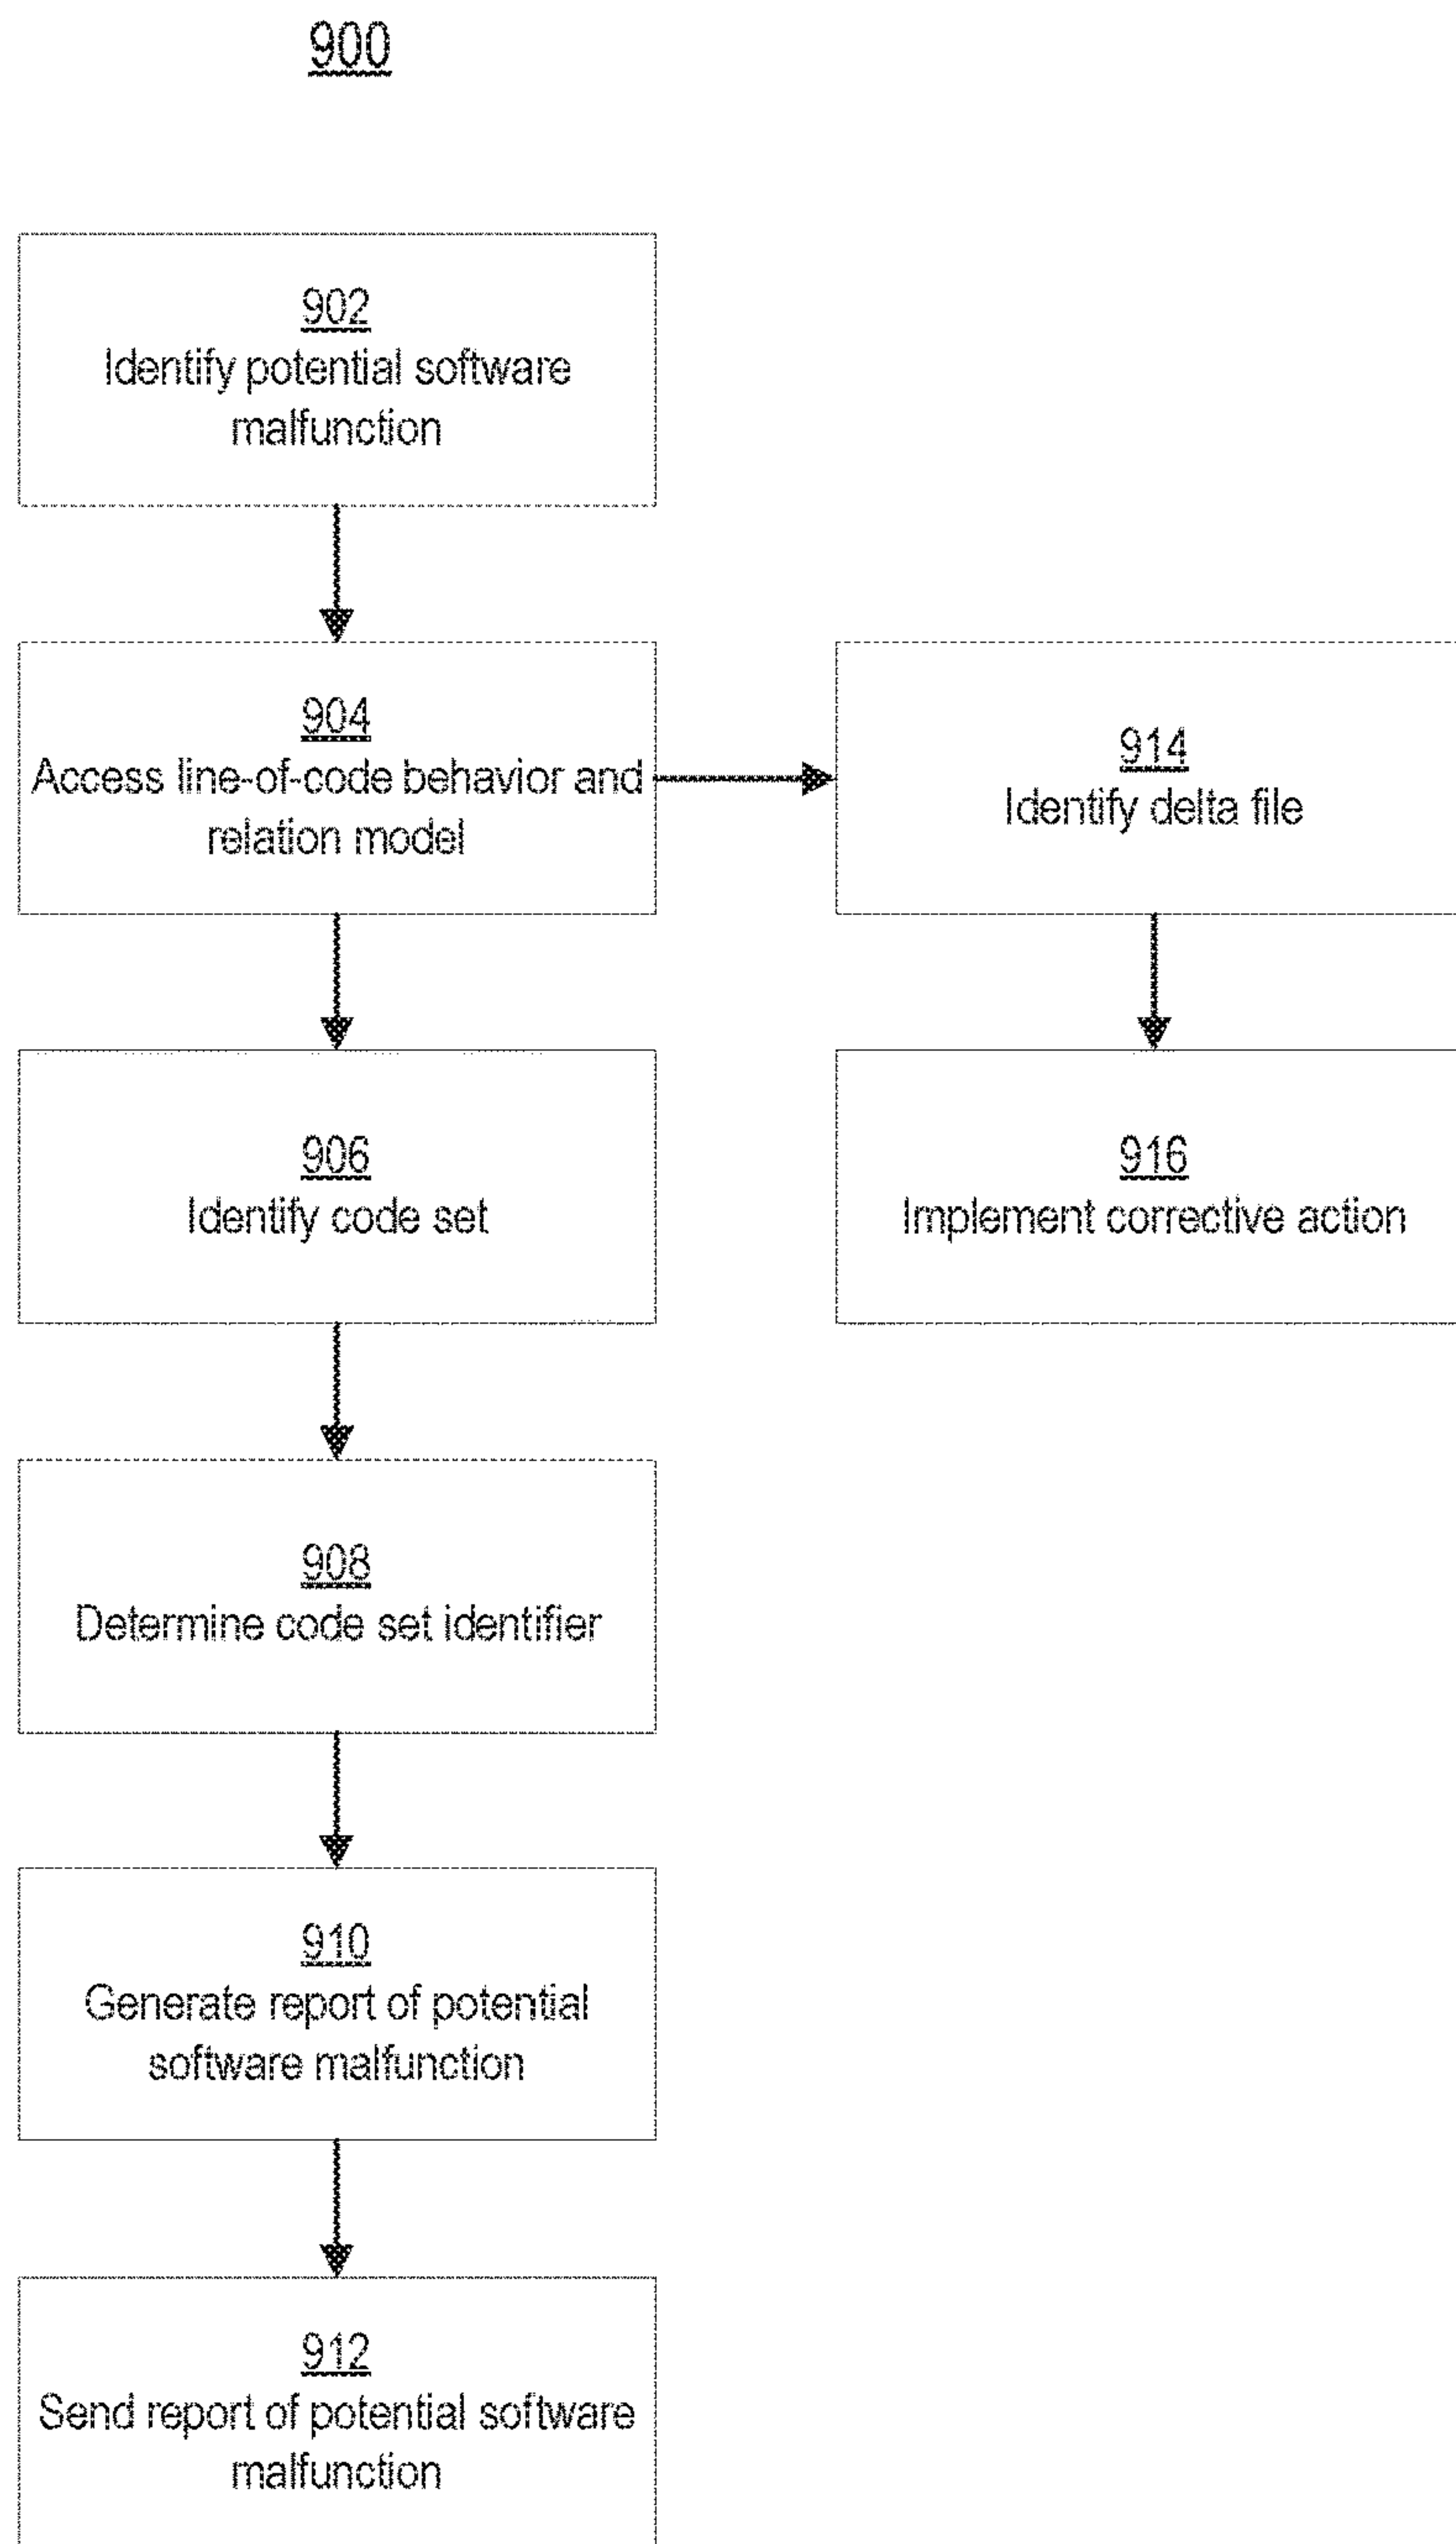 900
902
Identify potential software
malfunction
904
Access line-of-code behavior and
relation model
914
Identify delta file
906
Identify code set
916
Implement corrective action
908
Determine code set identifier
910
Generate report of potential
software malfunction
912
Send report of potential software
malfunction